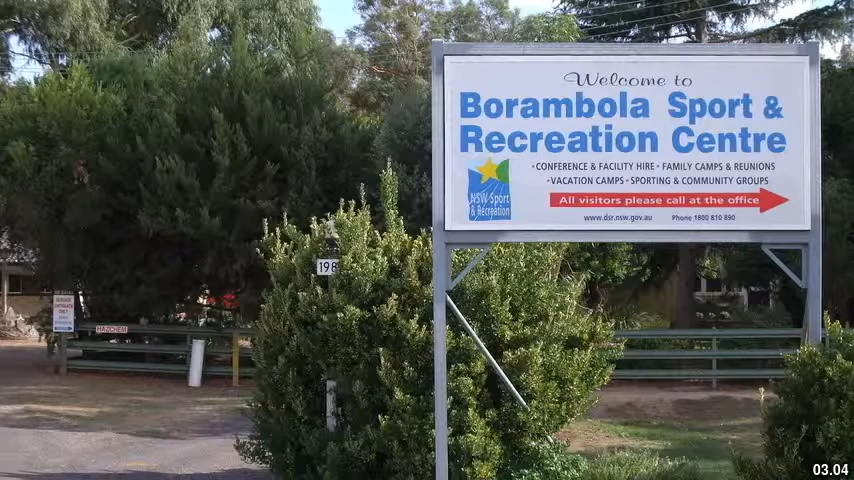 Welcome to
Borambola Sport &
Recreation Centre
•CONFERENCE & FACILITY HIRE • FAMILY CAMPS & REUNIONS
•VACATION CAMPS • SPORTING & COMMUNITY GROUPS
NSW Sport
& Recreation
All visitors please call at the office
www.dsr.nsw.gov.au Phone 1800 810 890
198
HAZCHEM
03.04